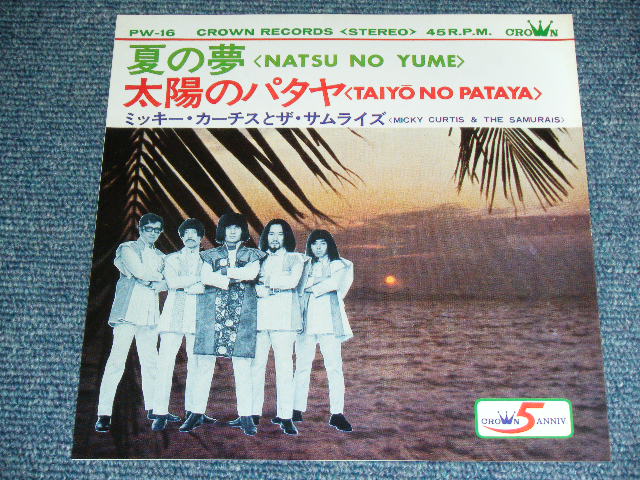 PW-16 CROWN RECORDS <STEREO> 45 R.P.M. CROWN
夏の夢<NATSU NO YUME>
太陽のパタヤ<TAIYŌ NO PATAYA>
ミッキー・カーチスとザ・サムライズ<MICKY CURTIS & THE SAMURAIS>
CROWN 5 ANNIV.